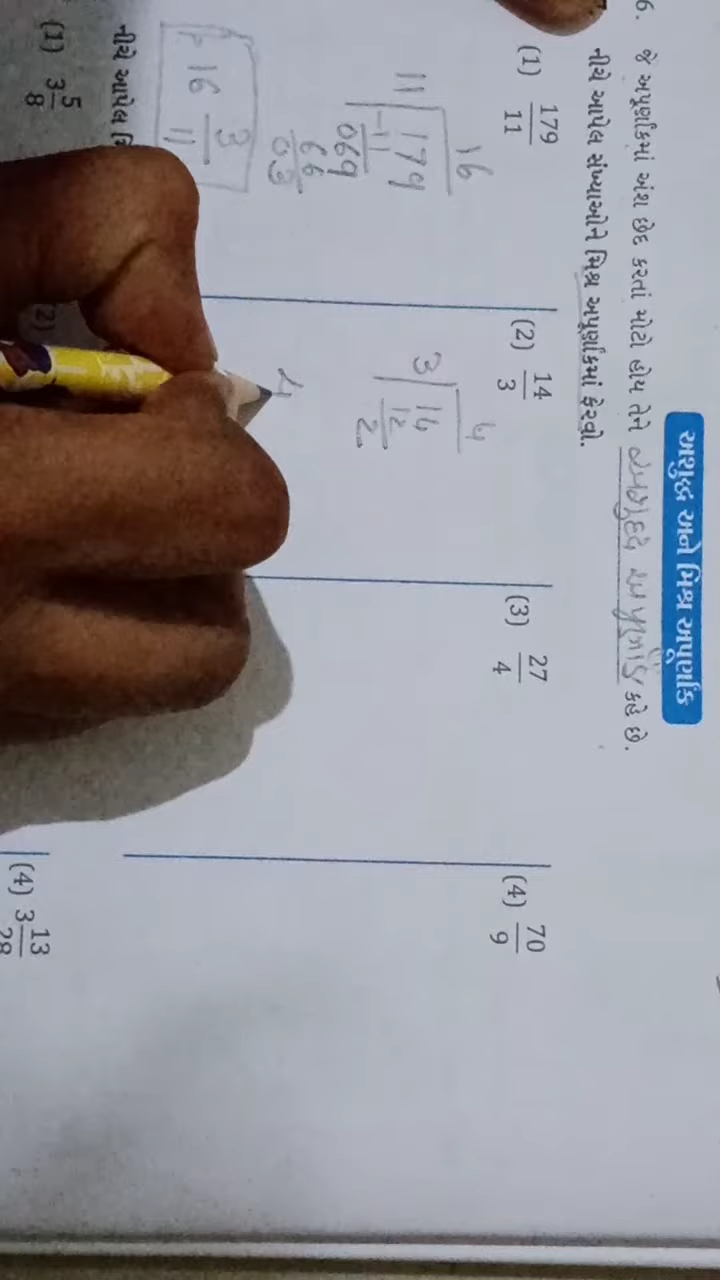 અશુદ્ધ અને મિશ્ર અપૂર્ણાંક
6. જે અપૂર્ણાંકમાં અંશ છેદ કરતાં મોટો હોય તેને અશુદ્ધ અપૂર્ણાંક કહે છે.
નીચે આપેલ સંખ્યાઓને મિશ્ર અપૂર્ણાંકમાં ફેરવો.
(1) 179/11 (2) 14/3 (3) 27/4 (4) 70/9
16
11 179
-11
069
66
03
16 3/11
4
3 14
12
2
4
નીચે આપેલ
(1) 3 5/8 (2) (4) 3 13/28